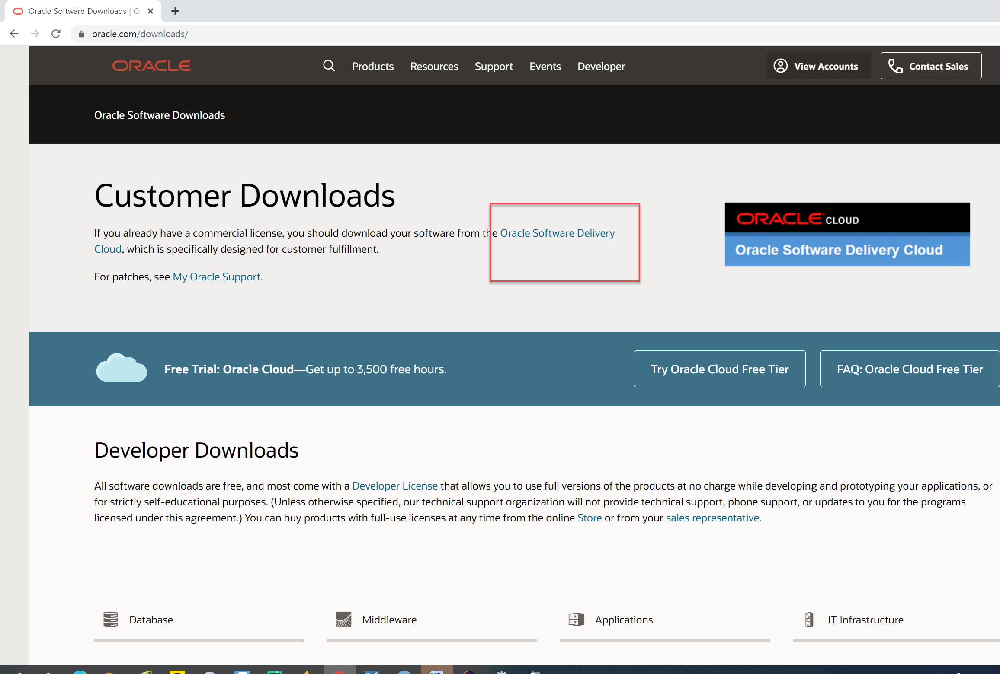 Oracle Software Downloads | O
oracle.com/downloads/
ORACLE
Products
Resources
Support
Events
Developer
View Accounts
Contact Sales
Oracle Software Downloads
Customer Downloads
If you already have a commercial license, you should download your software from the Oracle Software Delivery
Cloud, which is specifically designed for customer fulfillment.
For patches, see My Oracle Support.
ORACLE CLOUD
Oracle Software Delivery Cloud
Free Trial: Oracle Cloud—Get up to 3,500 free hours.
Try Oracle Cloud Free Tier
FAQ: Oracle Cloud Free Tier
Developer Downloads
All software downloads are free, and most come with a Developer License that allows you to use full versions of the products at no charge while developing and prototyping your applications, or
for strictly self-educational purposes. (Unless otherwise specified, our technical support organization will not provide technical support, phone support, or updates to you for the programs
licensed under this agreement.) You can buy products with full-use licenses at any time from the online Store or from your sales representative.
Database
Middleware
Applications
IT Infrastructure